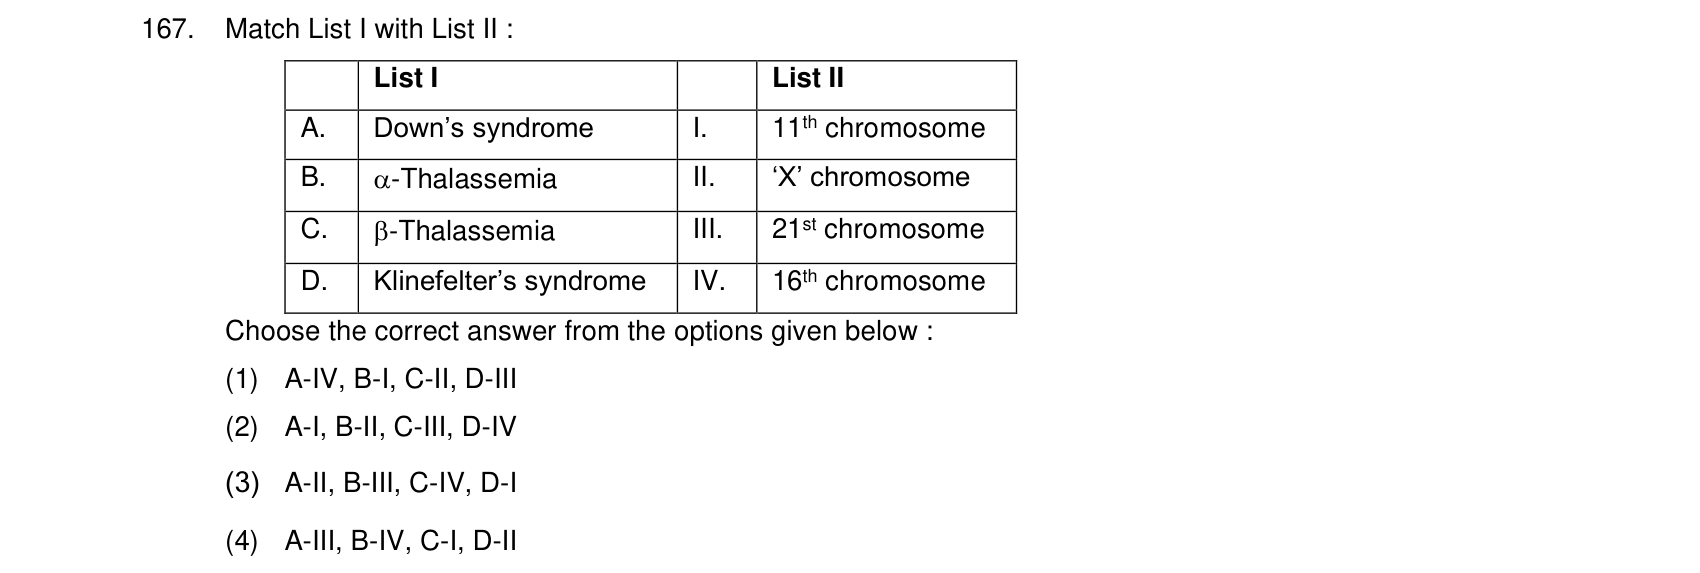 167. Match List I with List II :
List I List II
A. Down's syndrome I. 11th chromosome
B. α-Thalassemia II. ‘X’ chromosome
C. β-Thalassemia III. 21st chromosome
D. Klinefelter's syndrome IV. 16th chromosome
Choose the correct answer from the options given below :
(1) A-IV, B-I, C-II, D-III
(2) A-I, B-II, C-III, D-IV
(3) A-II, B-III, C-IV, D-I
(4) A-III, B-IV, C-I, D-II